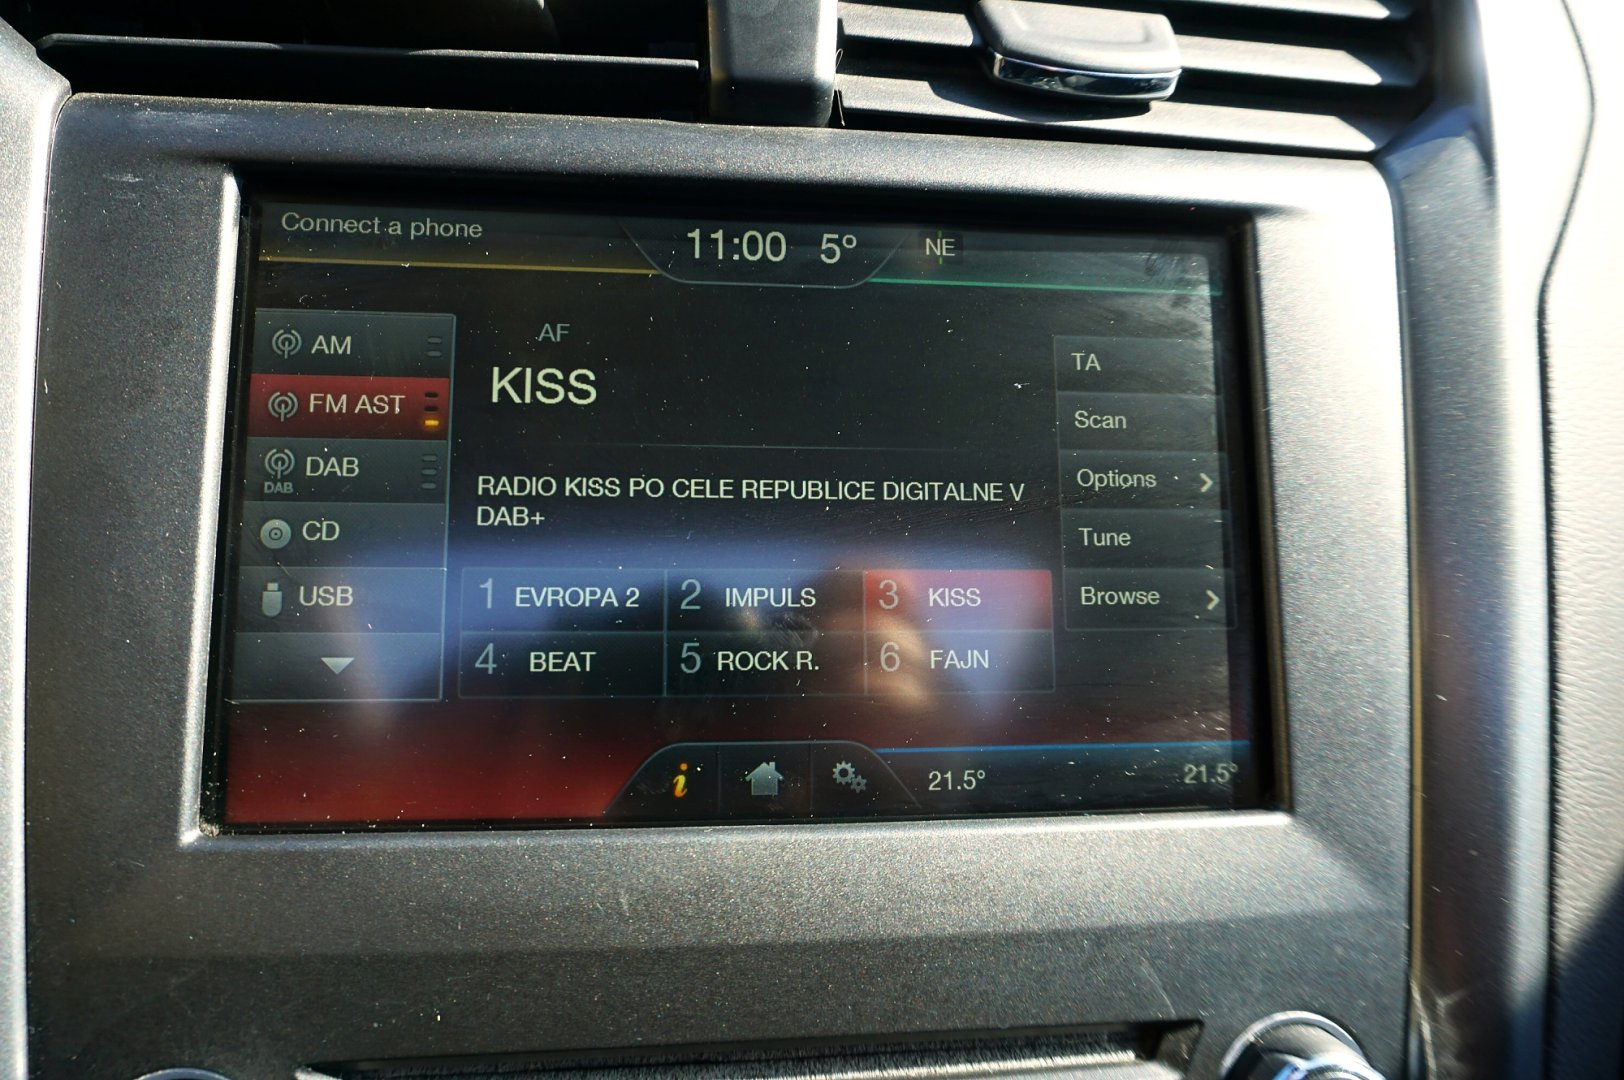 Connect a phone
11:00 5° NE
AM
FM AST
DAB
DAB
CD
USB
AF
KISS
RADIO KISS PO CELE REPUBLICE DIGITALNE V
DAB+
1 EVROPA 2 2 IMPULS 3 KISS
4 BEAT 5 ROCK R. 6 FAJN
TA
Scan
Options
Tune
Browse
i
21.5° 21.5°